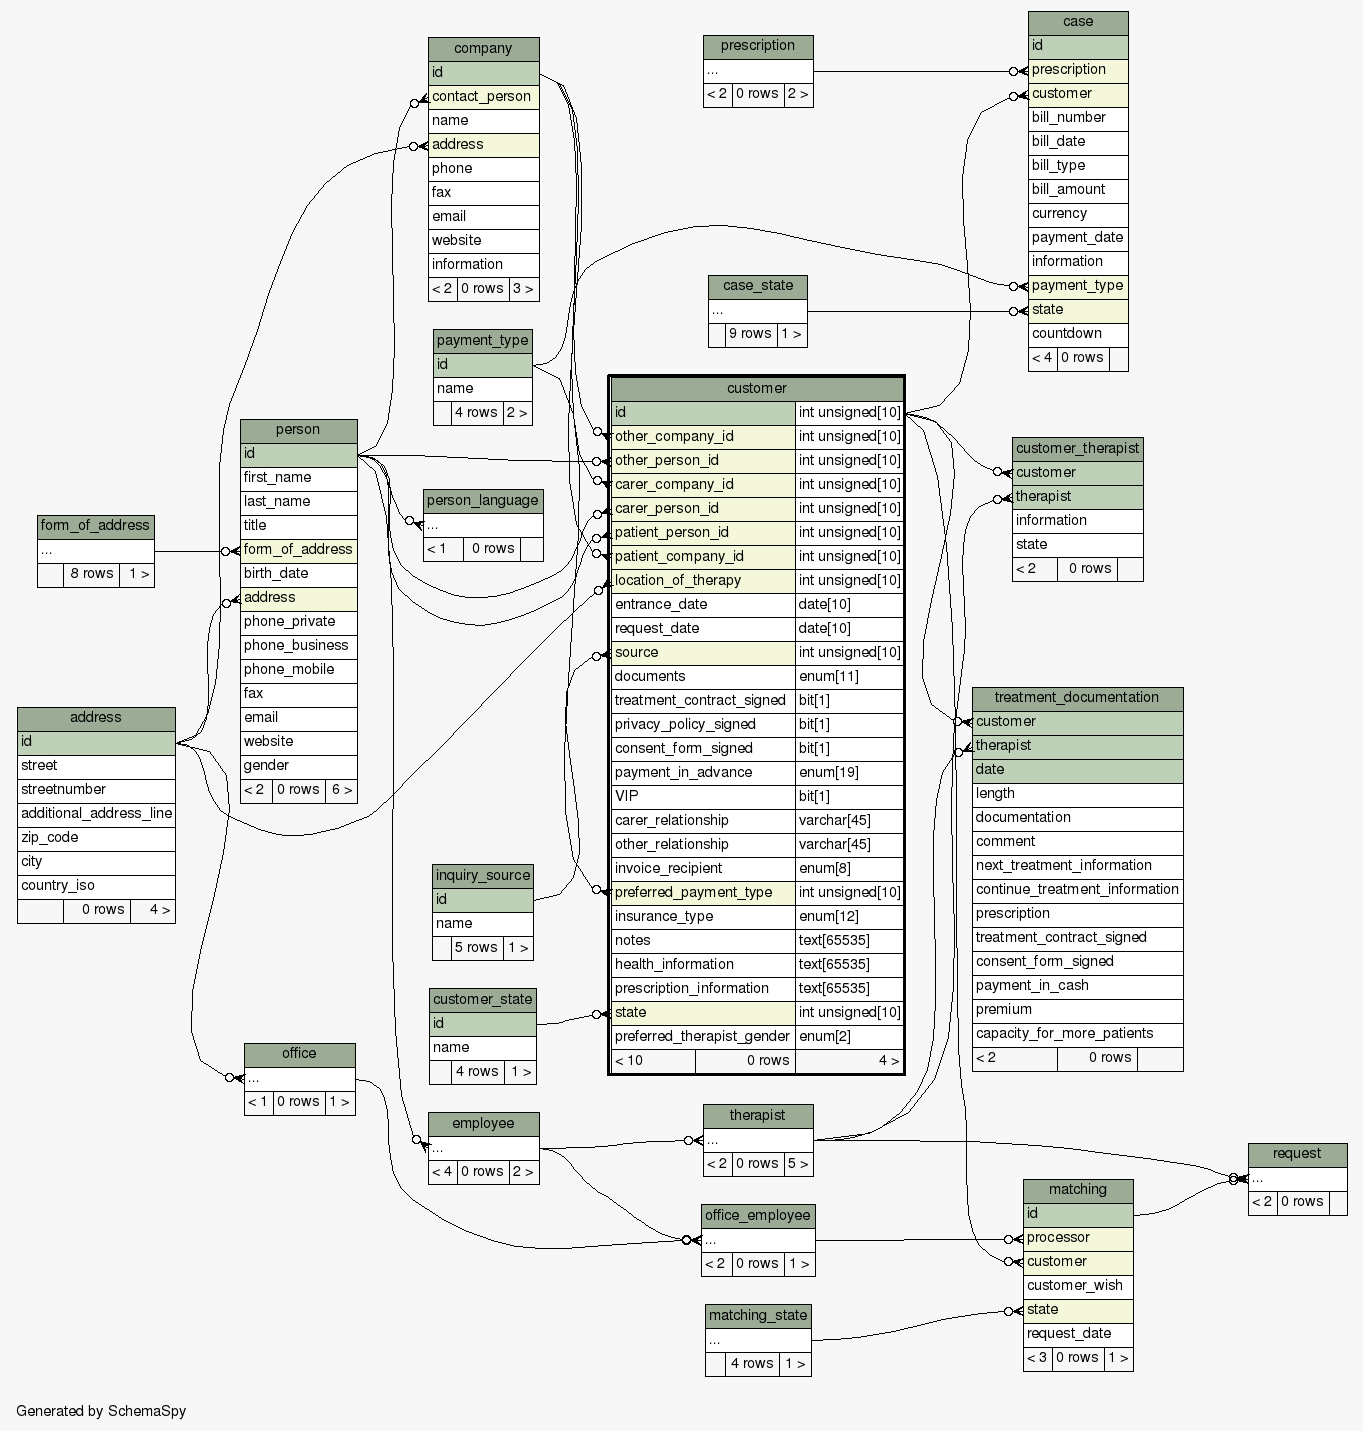 company
id
contact_person
name
address
phone
fax
email
website
information
< 2 0 rows 3 >
prescription
...
< 2 0 rows 2 >
case
id
prescription
customer
bill_number
bill_date
bill_type
bill_amount
currency
payment_date
information
payment_type
state
countdown
< 4 0 rows
case_state
...
9 rows 1 >
payment_type
id
name
4 rows 2 >
customer
id int unsigned[10]
other_company_id int unsigned[10]
other_person_id int unsigned[10]
carer_company_id int unsigned[10]
carer_person_id int unsigned[10]
patient_person_id int unsigned[10]
patient_company_id int unsigned[10]
location_of_therapy int unsigned[10]
entrance_date date[10]
request_date date[10]
source int unsigned[10]
documents enum[11]
treatment_contract_signed bit[1]
privacy_policy_signed bit[1]
consent_form_signed bit[1]
payment_in_advance enum[19]
VIP bit[1]
carer_relationship varchar[45]
other_relationship varchar[45]
invoice_recipient enum[8]
preferred_payment_type int unsigned[10]
insurance_type enum[12]
notes text[65535]
health_information text[65535]
prescription_information text[65535]
state int unsigned[10]
preferred_therapist_gender enum[2]
< 10 0 rows 4 >
person
id
first_name
last_name
title
form_of_address
birth_date
address
phone_private
phone_business
phone_mobile
fax
email
website
gender
< 2 0 rows 6 >
person_language
...
< 1 0 rows
form_of_address
...
8 rows 1 >
customer_therapist
customer
therapist
information
state
< 2 0 rows
address
id
street
streetnumber
additional_address_line
zip_code
city
country_iso
0 rows 4 >
treatment_documentation
customer
therapist
date
length
documentation
comment
next_treatment_information
continue_treatment_information
prescription
treatment_contract_signed
consent_form_signed
payment_in_cash
premium
capacity_for_more_patients
< 2 0 rows
inquiry_source
id
name
5 rows 1 >
customer_state
id
name
4 rows 1 >
office
...
< 1 0 rows 1 >
employee
...
< 4 0 rows 2 >
therapist
...
< 2 0 rows 5 >
request
...
< 2 0 rows
matching
id
processor
customer
customer_wish
state
request_date
< 3 0 rows 1 >
office_employee
...
< 2 0 rows 1 >
matching_state
...
4 rows 1 >
Generated by SchemaSpy